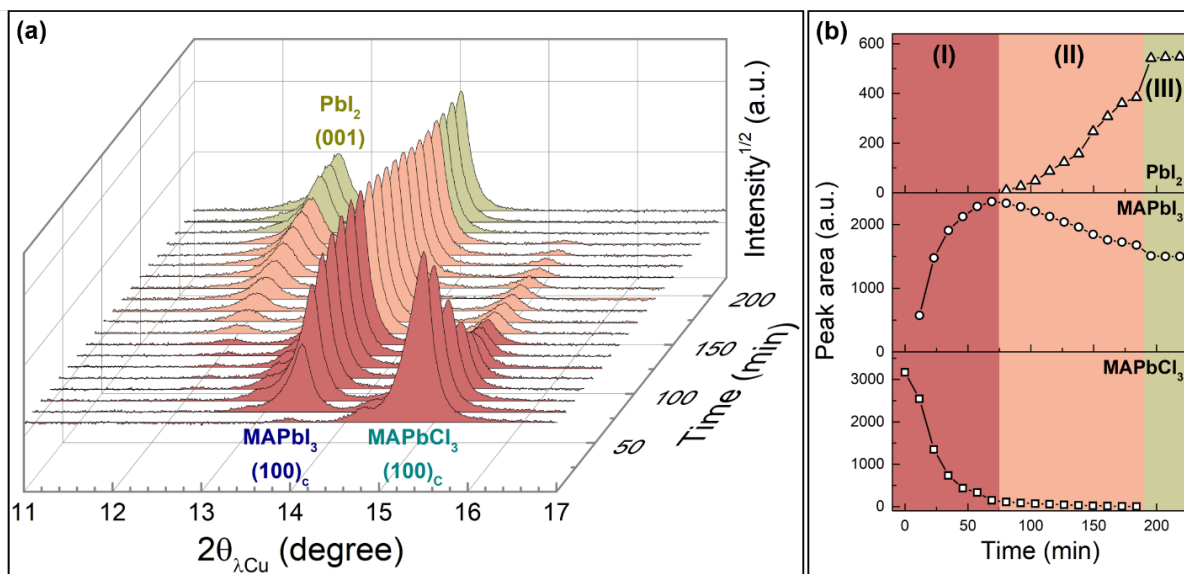 (a)
PbI₂
(001)
MAPbI₃
(100)c
MAPbCl₃
(100)c
11 12 13 14 15 16 17
2θλCu (degree)
50 100 150 200
Time (min)
Intensity¹ᐟ² (a.u.)
(b)
(I) (II) (III)
600
400
200
0
PbI₂
MAPbI₃
2000
1000
0
MAPbCl₃
3000
2000
1000
0
Peak area (a.u.)
0 50 100 150 200
Time (min)